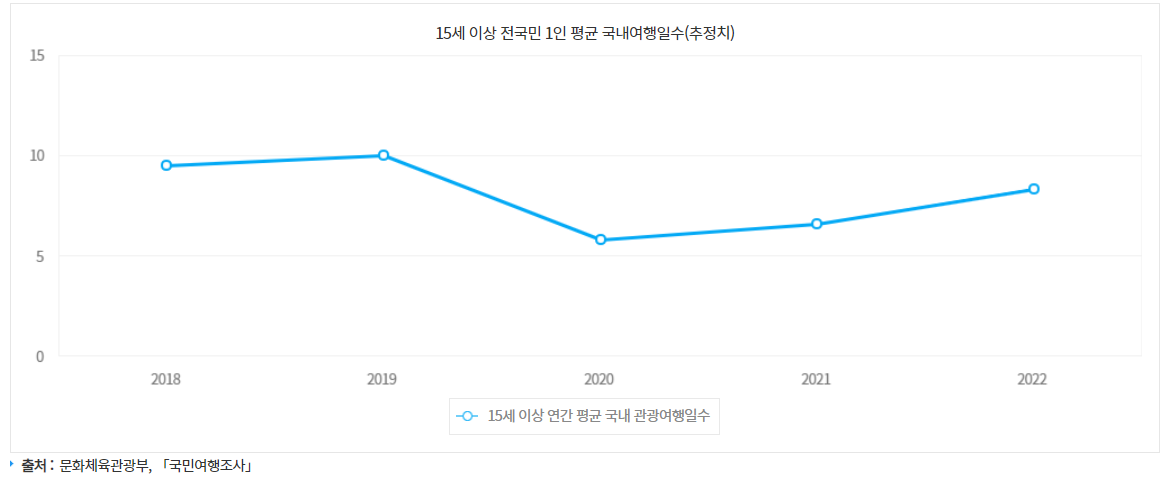 15세 이상 전국민 1인 평균 국내여행일수(추정치)
15
10
5
0
2018 2019 2020 2021 2022
15세 이상 연간 평균 국내 관광여행일수
출처 : 문화체육관광부, 「국민여행조사」